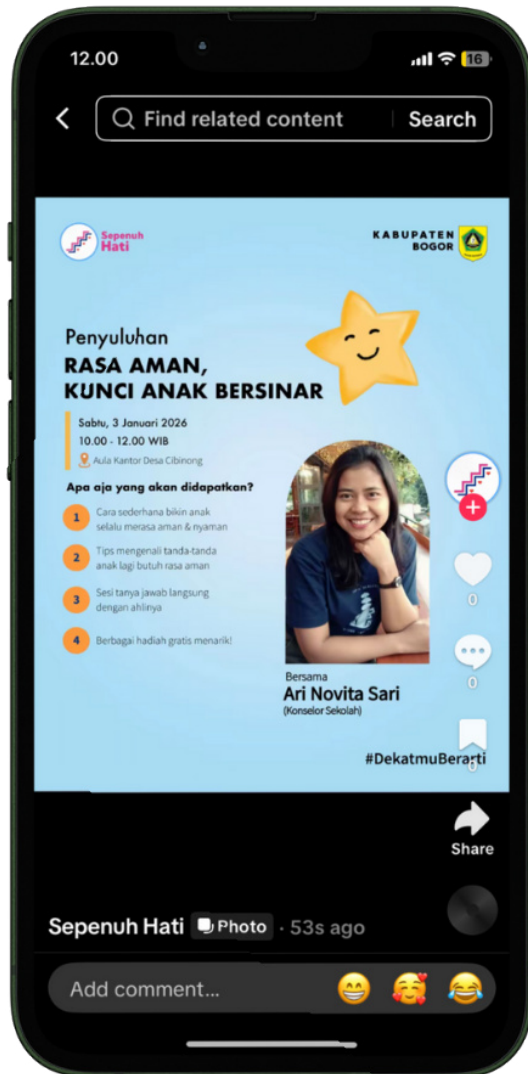 12.00
16
Find related content
Search
Sepenuh
Hati
KABUPATEN
BOGOR
Penyuluhan
RASA AMAN,
KUNCI ANAK BERSINAR
Sabtu, 3 Januari 2026
10.00 - 12.00 WIB
Aula Kantor Desa Cibinong
Apa aja yang akan didapatkan?
1 Cara sederhana bikin anak
selalu merasa aman & nyaman
2 Tips mengenali tanda-tanda
anak lagi butuh rasa aman
3 Sesi tanya jawab langsung
dengan ahlinya
4 Berbagai hadiah gratis menarik!
Bersama
Ari Novita Sari
(Konselor Sekolah)
#DekatmuBerarti
0
0
0
Share
Sepenuh Hati Photo · 53s ago
Add comment...